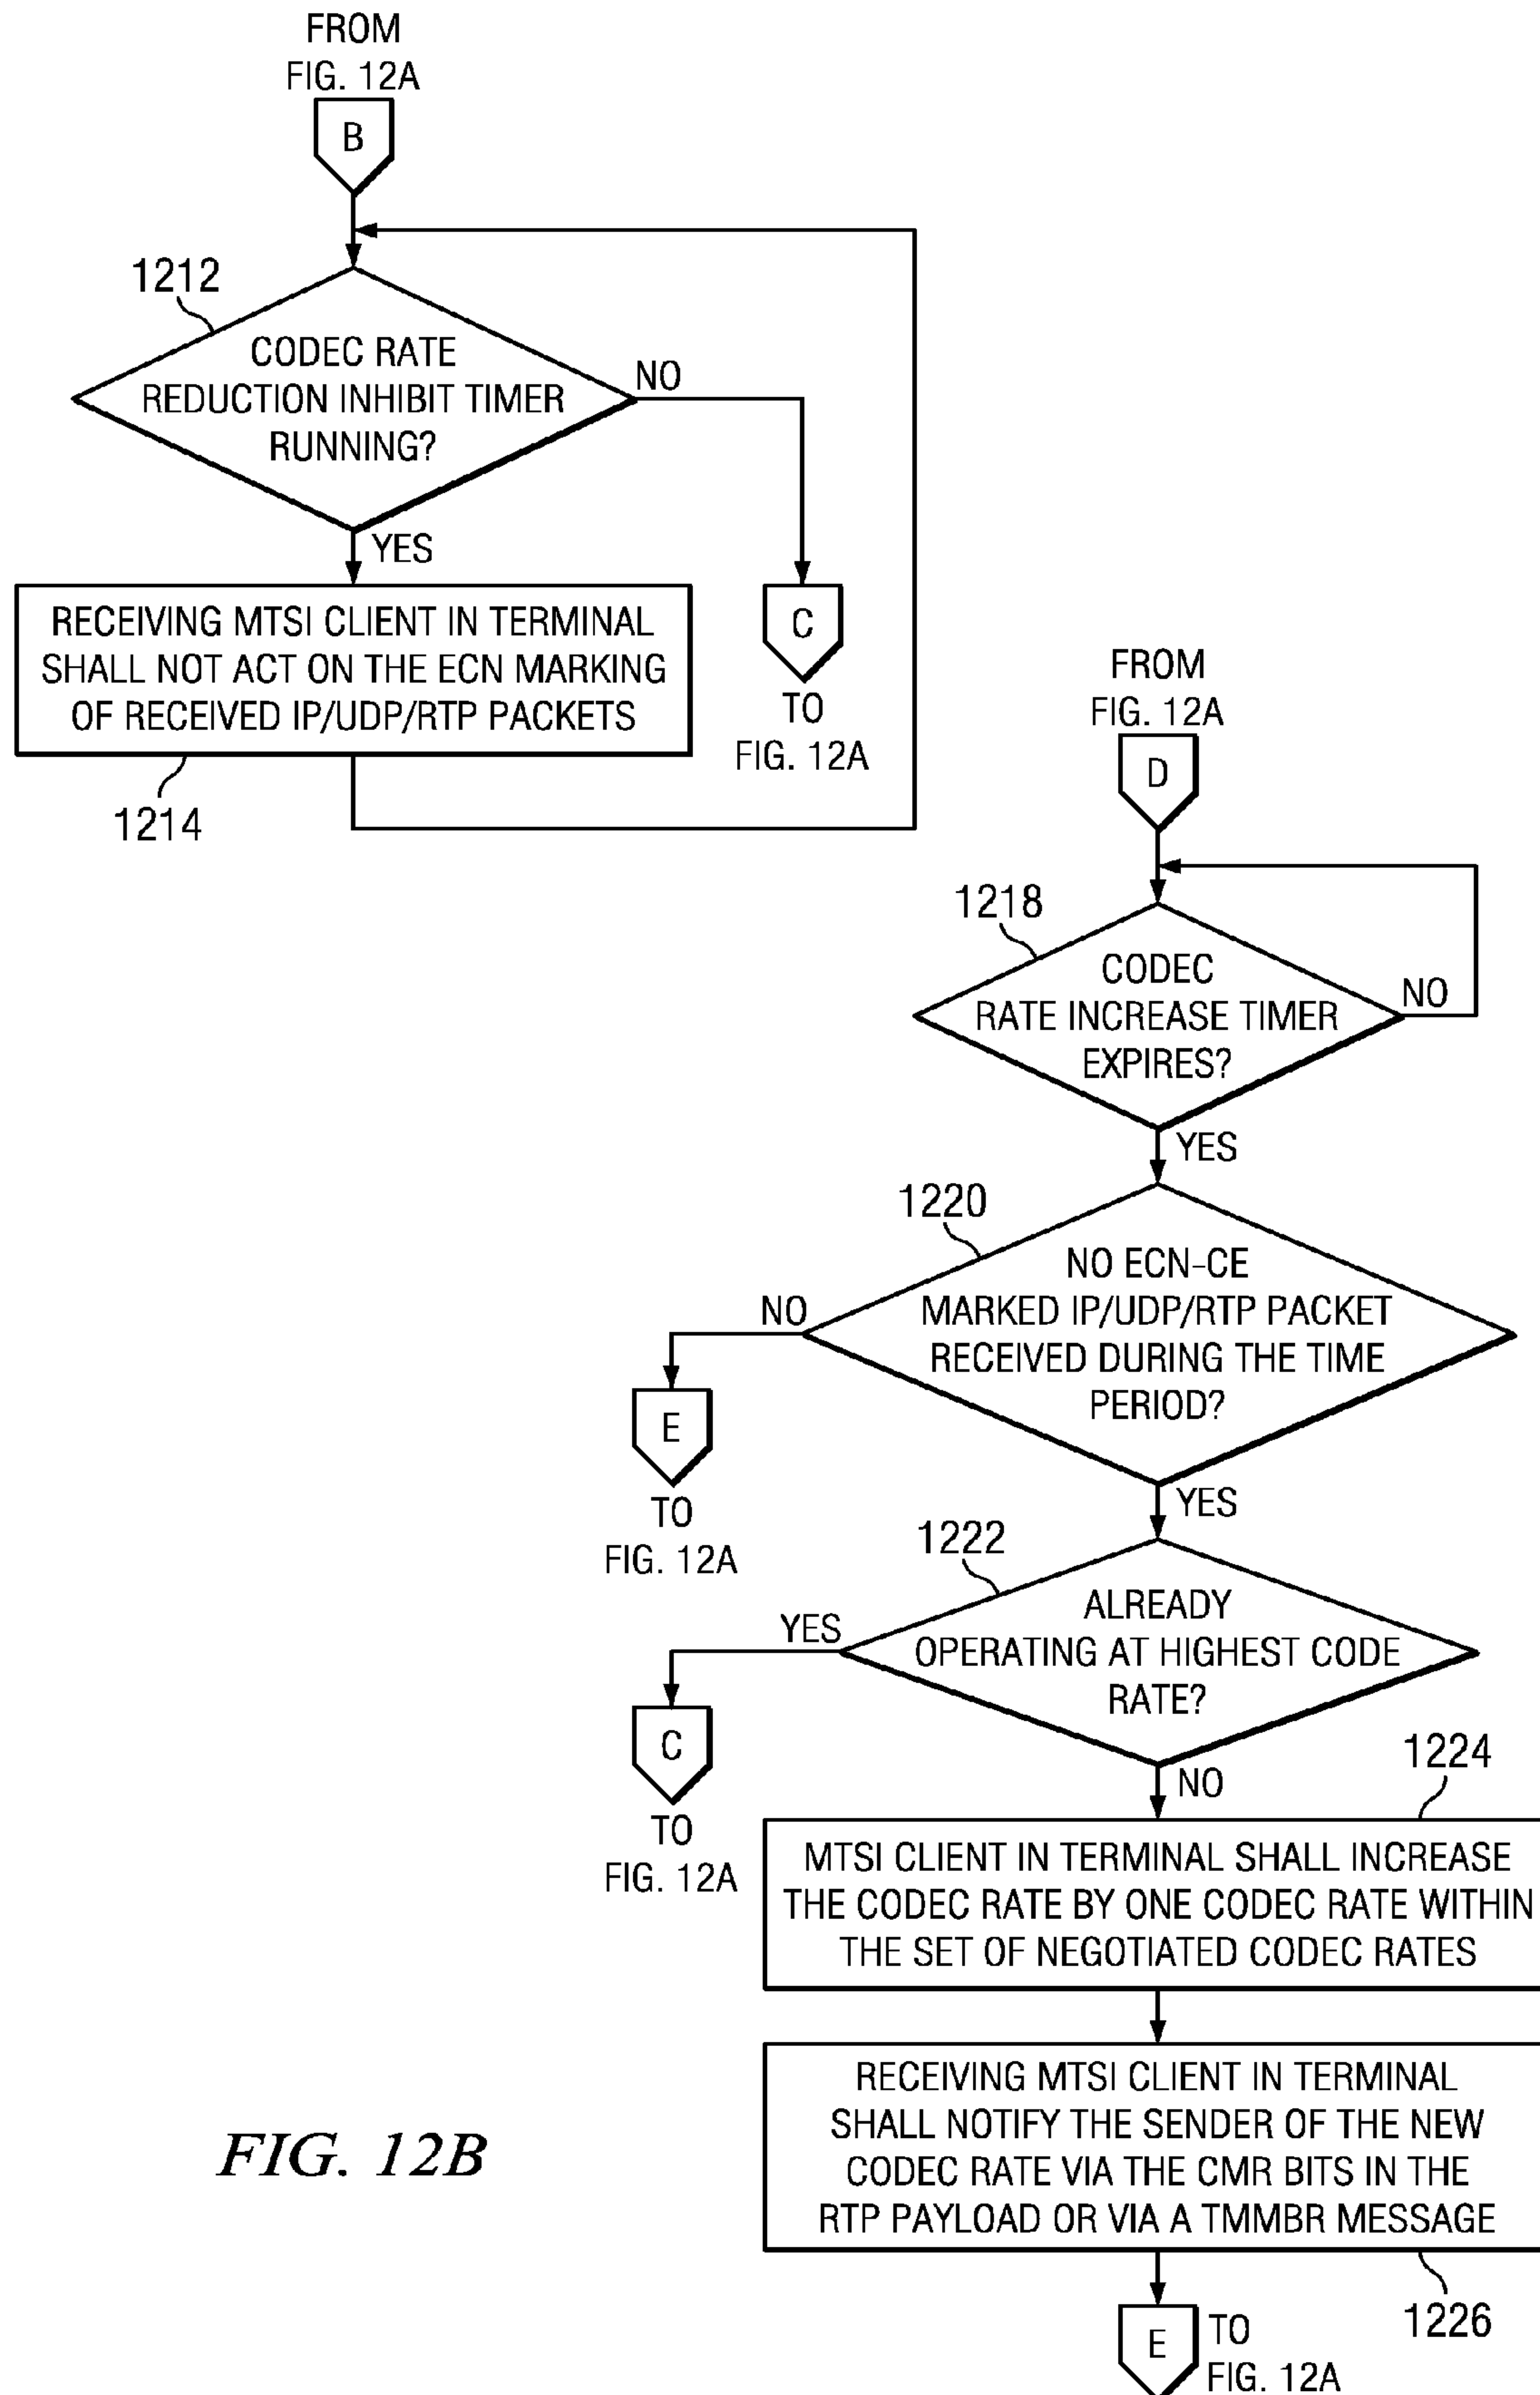 FROM
FIG. 12A
B
1212
CODEC RATE
REDUCTION INHIBIT TIMER
RUNNING?
NO
YES
RECEIVING MTSI CLIENT IN TERMINAL
SHALL NOT ACT ON THE ECN MARKING
OF RECEIVED IP/UDP/RTP PACKETS
1214
C
TO
FIG. 12A
FROM
FIG. 12A
D
1218
CODEC
RATE INCREASE TIMER
EXPIRES?
NO
YES
1220
NO ECN-CE
MARKED IP/UDP/RTP PACKET
RECEIVED DURING THE TIME
PERIOD?
NO
E
TO
FIG. 12A
YES
1222
ALREADY
OPERATING AT HIGHEST CODE
RATE?
YES
C
TO
FIG. 12A
NO
1224
MTSI CLIENT IN TERMINAL SHALL INCREASE
THE CODEC RATE BY ONE CODEC RATE WITHIN
THE SET OF NEGOTIATED CODEC RATES
RECEIVING MTSI CLIENT IN TERMINAL
SHALL NOTIFY THE SENDER OF THE NEW
CODEC RATE VIA THE CMR BITS IN THE
RTP PAYLOAD OR VIA A TMMBR MESSAGE
1226
E
TO
FIG. 12A
FIG. 12B